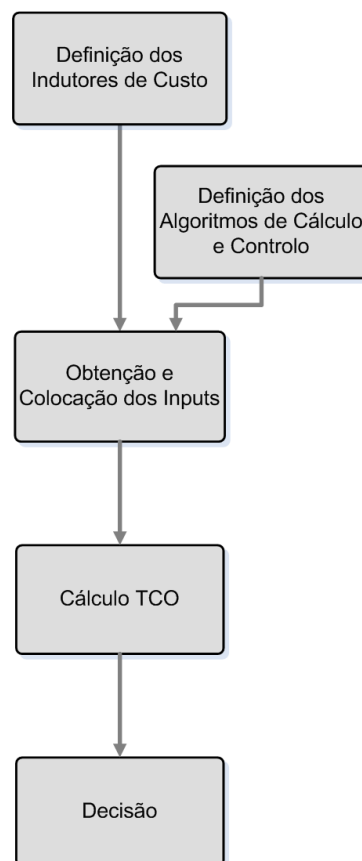 Definição dos
Indutores de Custo
Definição dos
Algoritmos de Cálculo
e Controlo
Obtenção e
Colocação dos Inputs
Cálculo TCO
Decisão